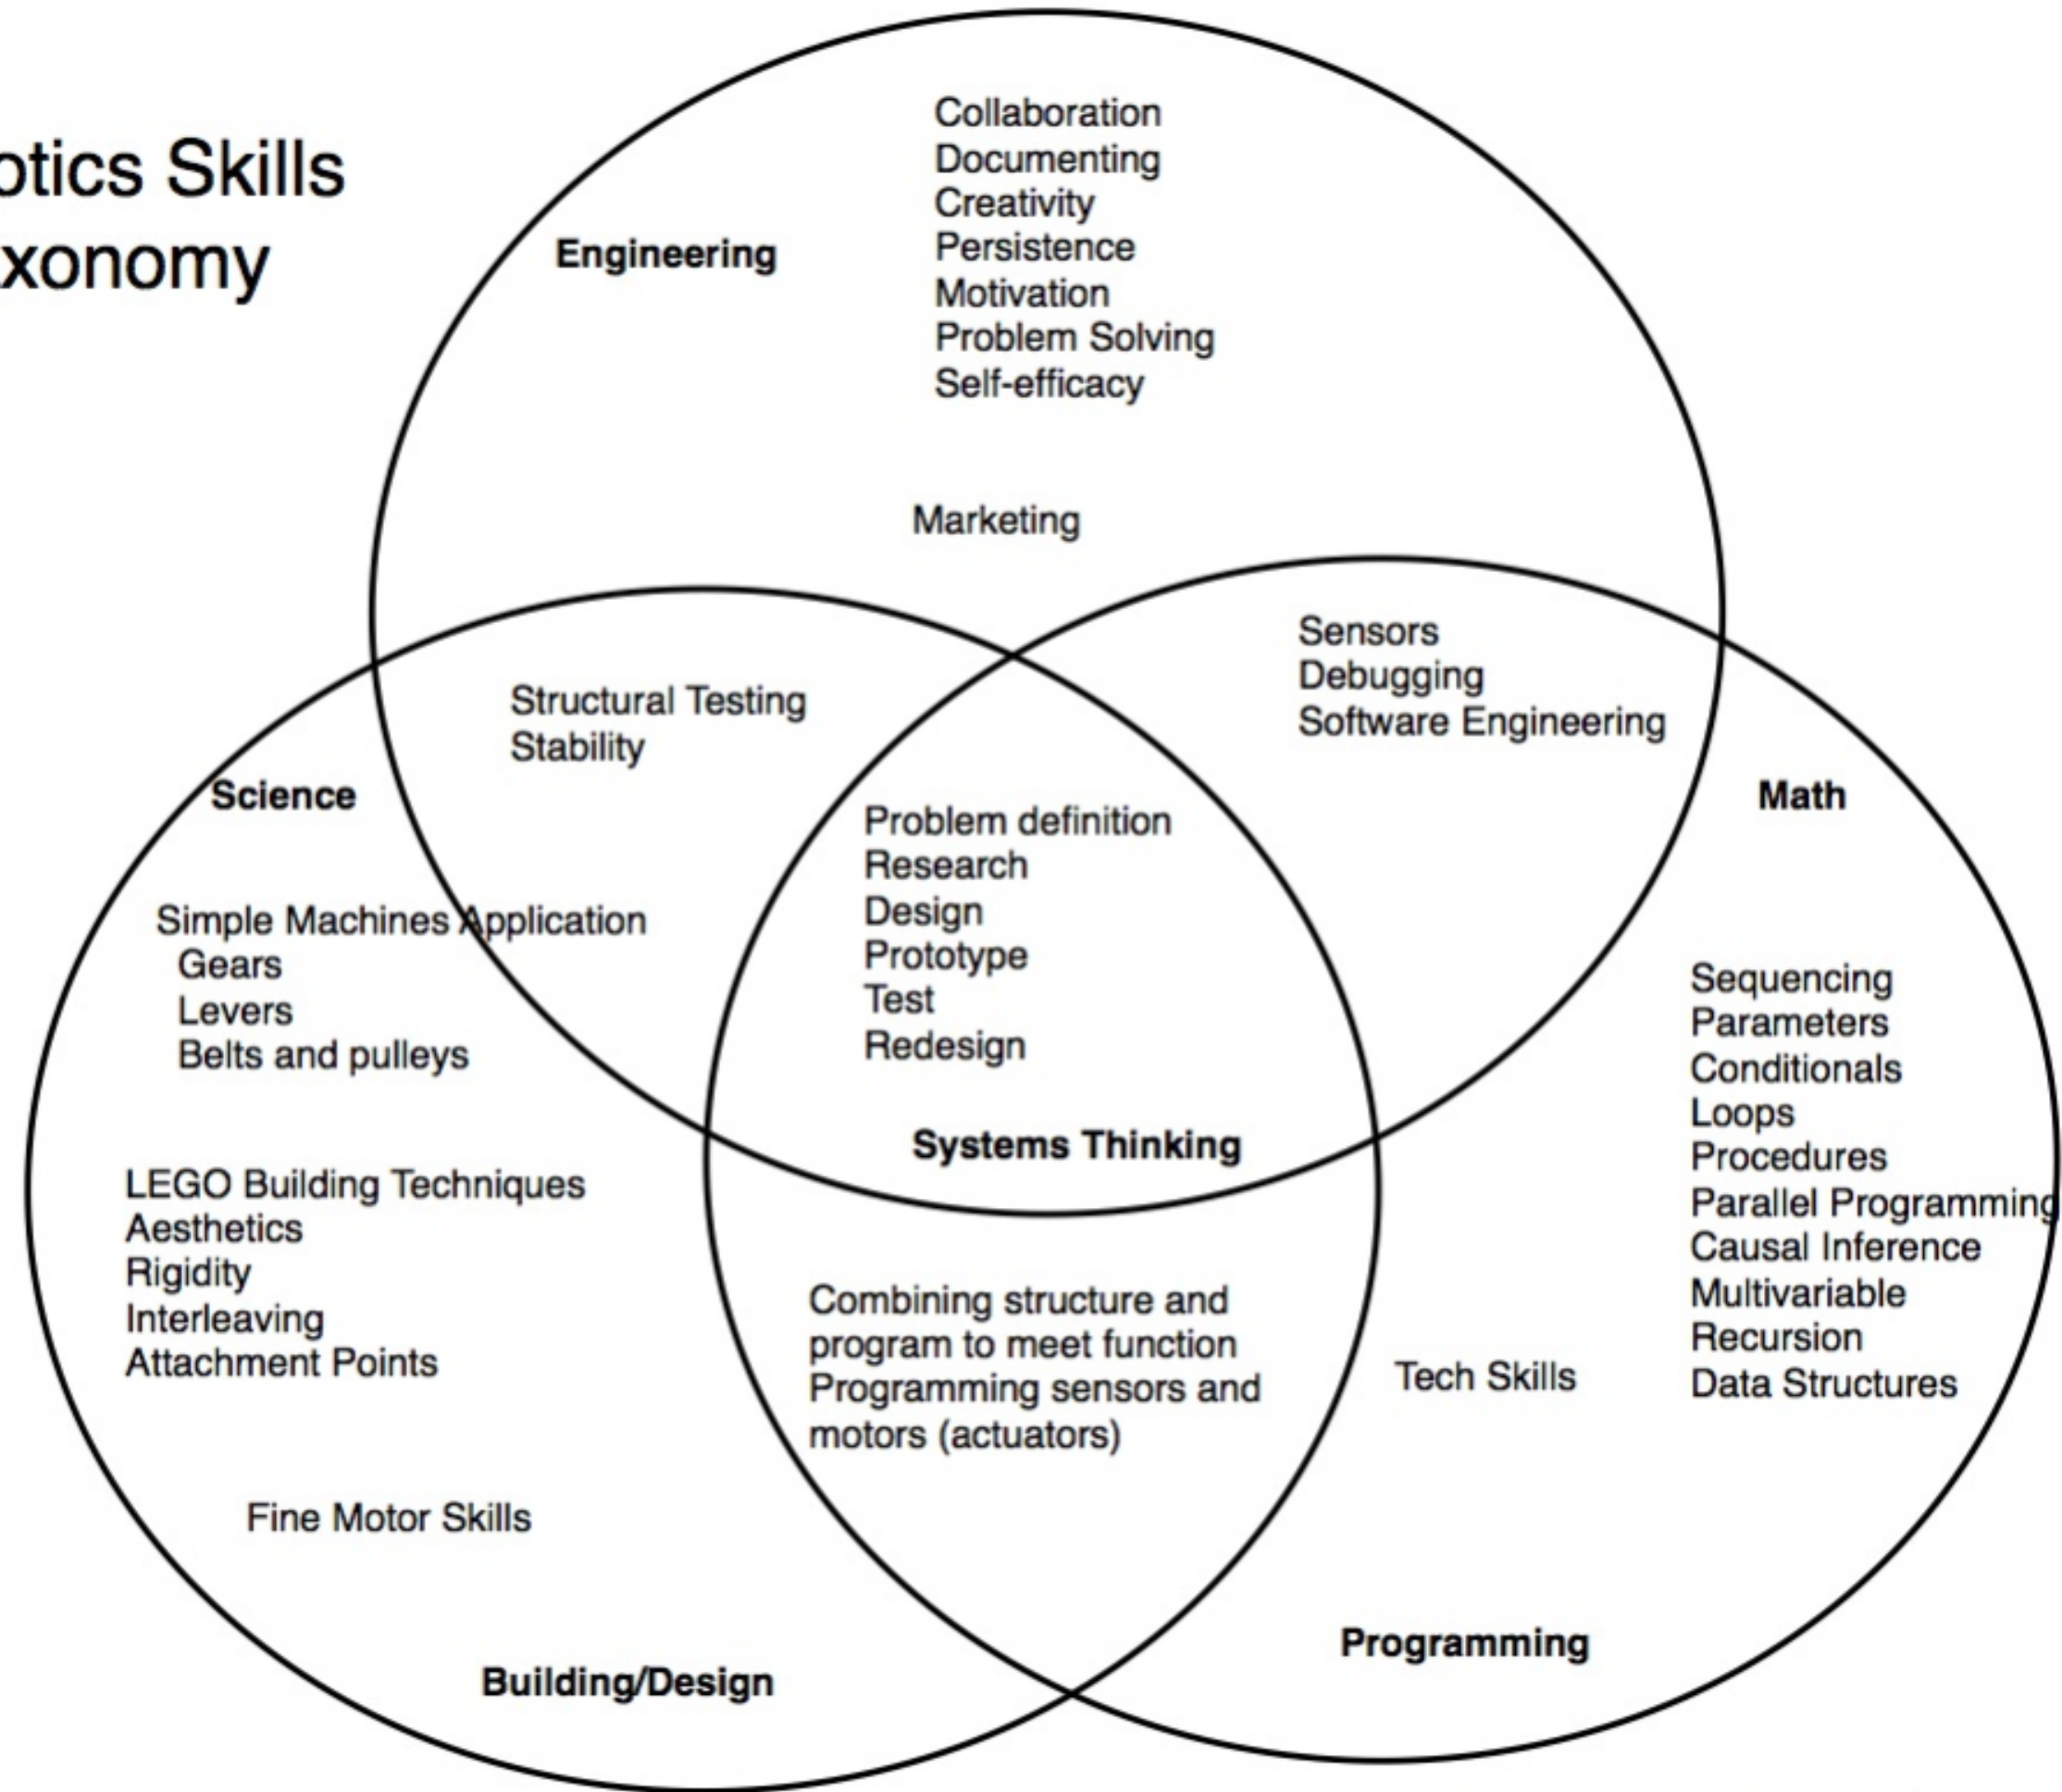 otics Skills
xonomy
Engineering
Collaboration
Documenting
Creativity
Persistence
Motivation
Problem Solving
Self-efficacy
Marketing
Structural Testing
Stability
Sensors
Debugging
Software Engineering
Science
Math
Problem definition
Research
Design
Prototype
Test
Redesign
Systems Thinking
Simple Machines Application
Gears
Levers
Belts and pulleys
LEGO Building Techniques
Aesthetics
Rigidity
Interleaving
Attachment Points
Fine Motor Skills
Building/Design
Combining structure and
program to meet function
Programming sensors and
motors (actuators)
Tech Skills
Sequencing
Parameters
Conditionals
Loops
Procedures
Parallel Programming
Causal Inference
Multivariable
Recursion
Data Structures
Programming